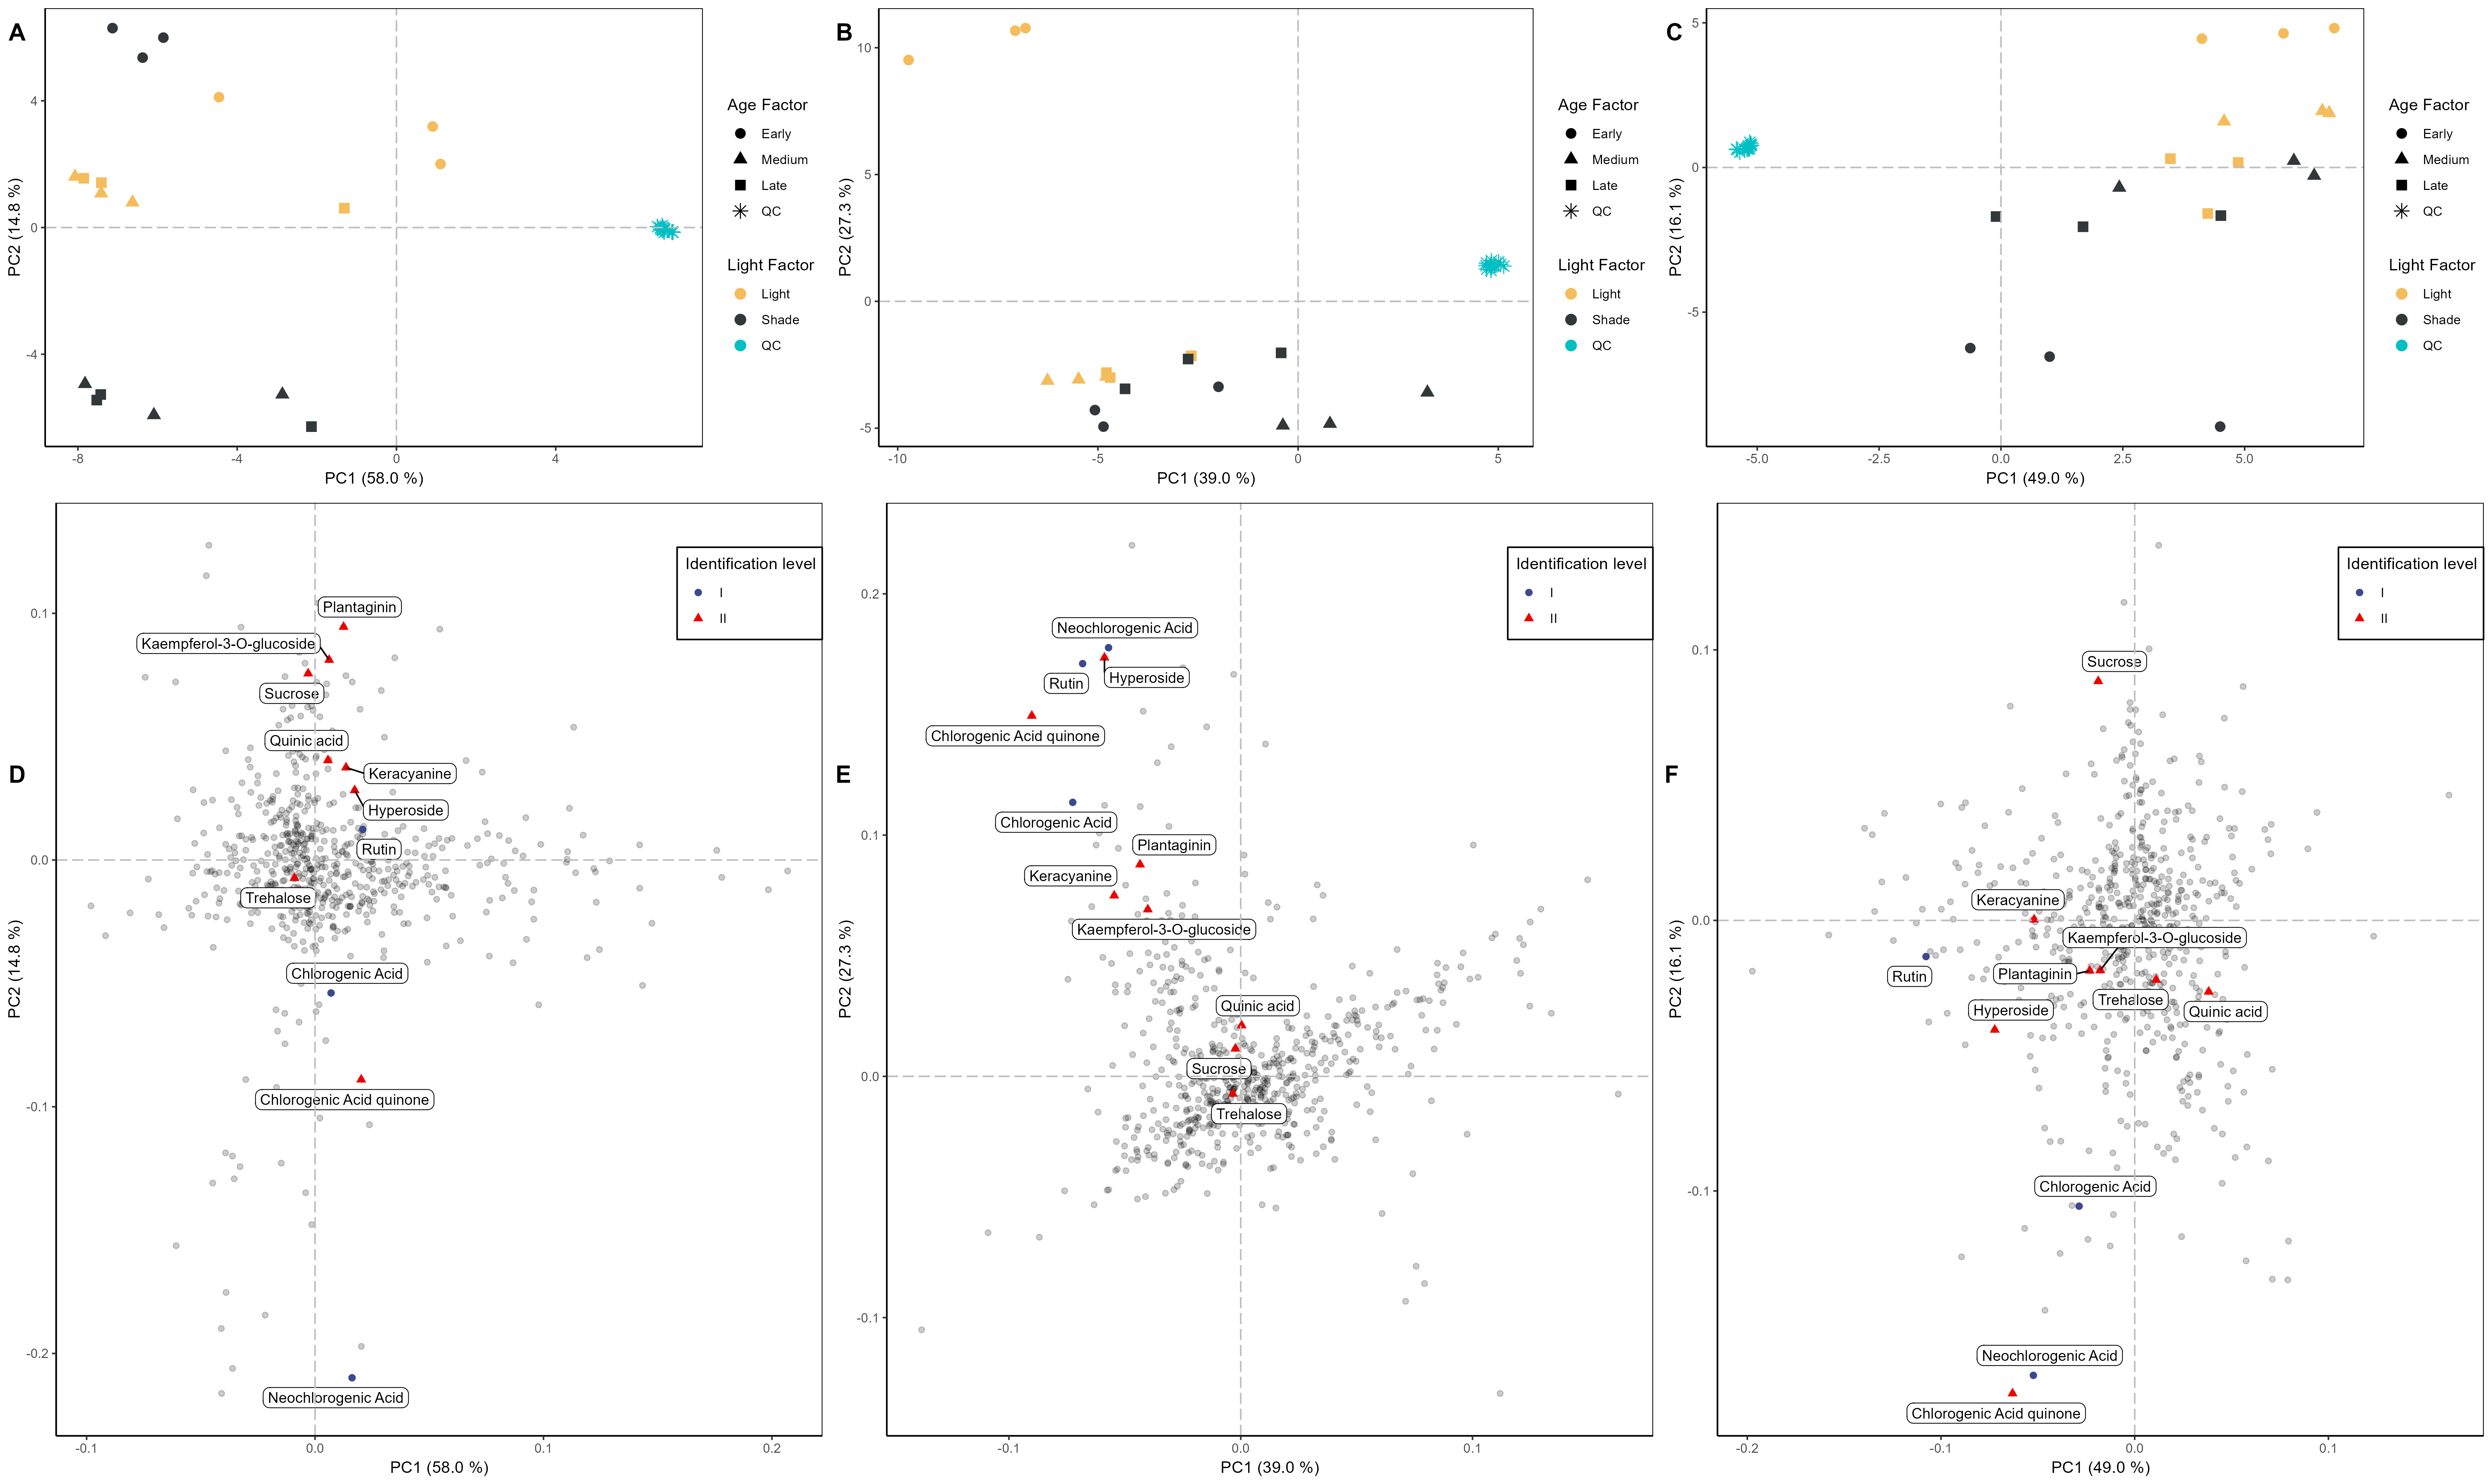 A
PC2 (14.8 %)
4
0
-4
-8
-4
0
4
PC1 (58.0 %)
Age Factor
Early
Medium
Late
QC
Light Factor
Light
Shade
QC
B
PC2 (27.3 %)
10
5
0
-5
-10
-5
0
5
PC1 (39.0 %)
Age Factor
Early
Medium
Late
QC
Light Factor
Light
Shade
QC
C
PC2 (16.1 %)
5
0
-5
-5.0
-2.5
0.0
2.5
5.0
PC1 (49.0 %)
Age Factor
Early
Medium
Late
QC
Light Factor
Light
Shade
QC
D
PC2 (14.8 %)
0.1
0.0
-0.1
-0.2
Identification level
I
II
Plantaginin
Kaempferol-3-O-glucoside
Sucrose
Quinic acid
Keracyanine
Hyperoside
Rutin
Trehalose
Chlorogenic Acid
Chlorogenic Acid quinone
Neochlorogenic Acid
-0.1
0.0
0.1
0.2
PC1 (58.0 %)
E
PC2 (27.3 %)
0.2
0.1
0.0
-0.1
Identification level
I
II
Neochlorogenic Acid
Rutin
Hyperoside
Chlorogenic Acid quinone
Chlorogenic Acid
Plantaginin
Keracyanine
Kaempferol-3-O-glucoside
Quinic acid
Sucrose
Trehalose
-0.1
0.0
0.1
PC1 (39.0 %)
F
PC2 (16.1 %)
0.1
0.0
-0.1
Identification level
I
II
Sucrose
Keracyanine
Kaempferol-3-O-glucoside
Rutin
Plantaginin
Trehalose
Hyperoside
Quinic acid
Chlorogenic Acid
Neochlorogenic Acid
Chlorogenic Acid quinone
-0.2
-0.1
0.0
0.1
PC1 (49.0 %)